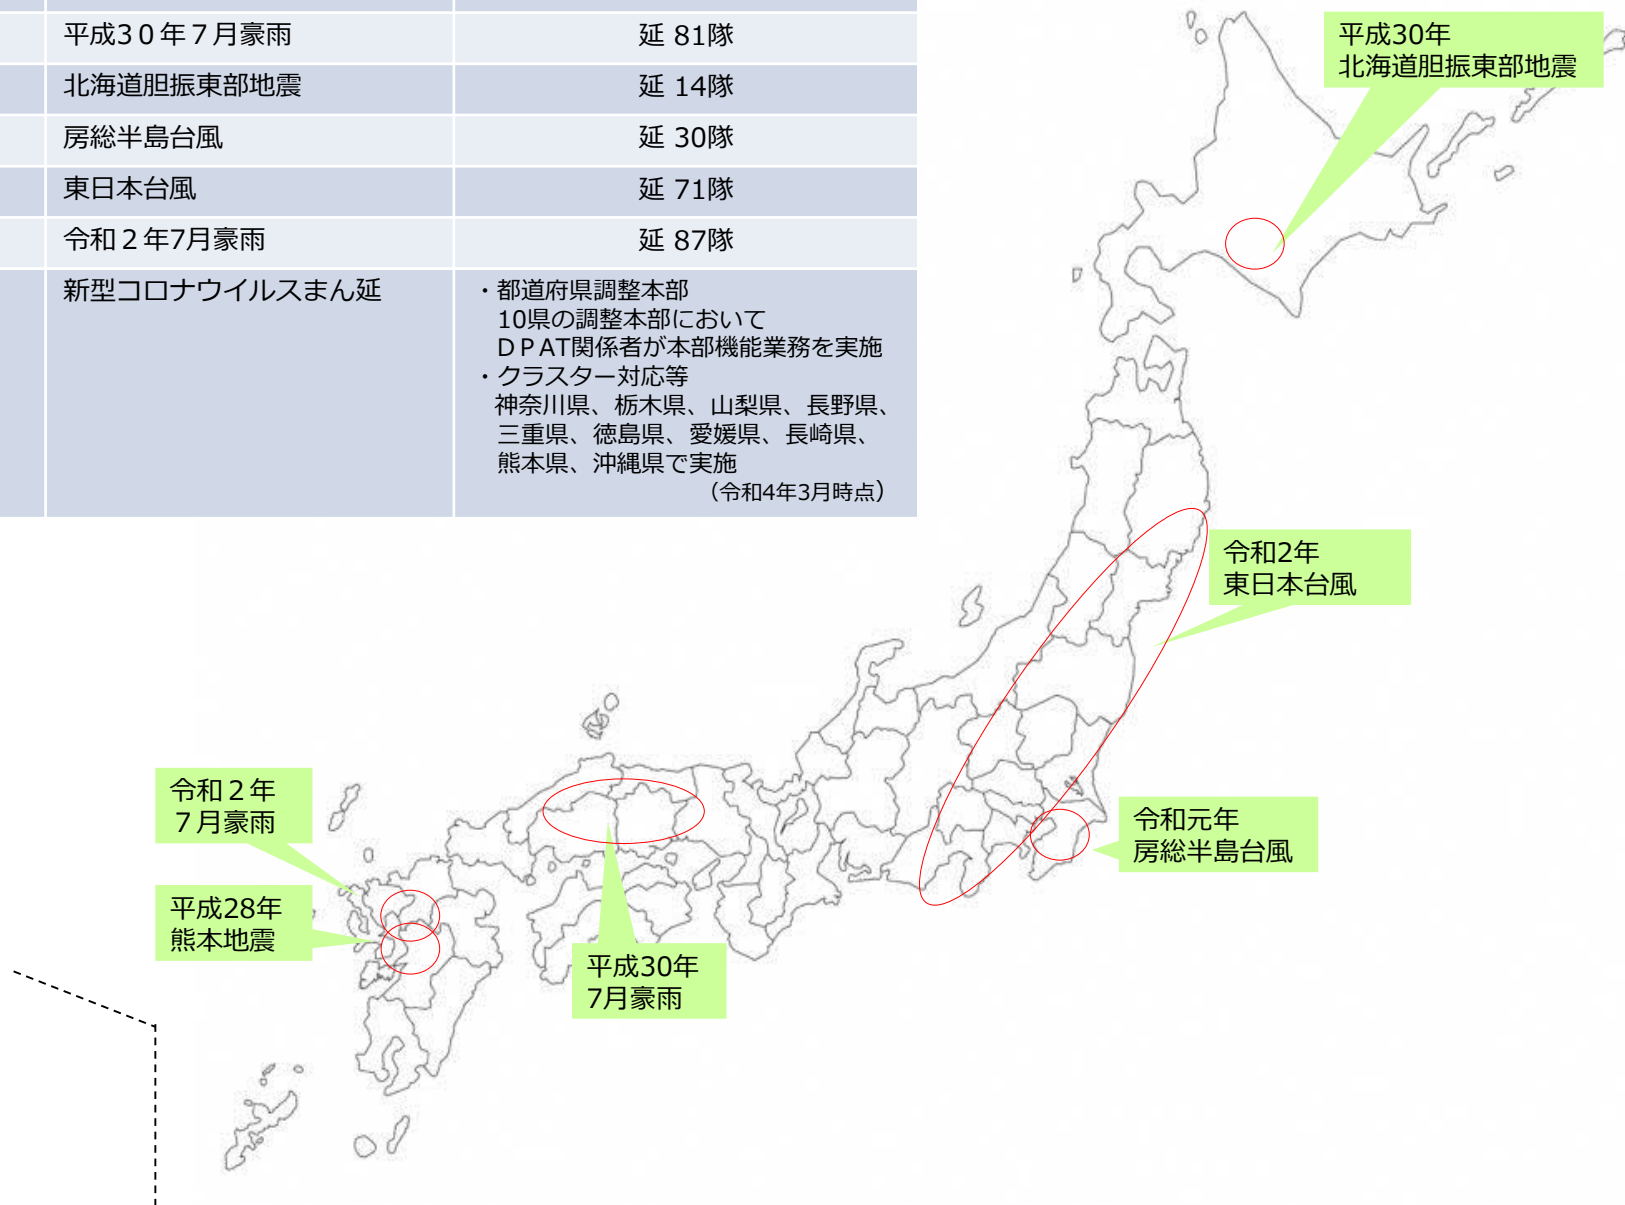 平成3０年７月豪雨
延 81隊
北海道胆振東部地震
延 14隊
房総半島台風
延 30隊
東日本台風
延 71隊
令和２年7月豪雨
延 87隊
新型コロナウイルスまん延
・都道府県調整本部
10県の調整本部において
ＤＰAT関係者が本部機能業務を実施
・クラスター対応等
神奈川県、栃木県、山梨県、長野県、
三重県、徳島県、愛媛県、長崎県、
熊本県、沖縄県で実施
（令和4年3月時点）
平成30年
北海道胆振東部地震
令和2年
東日本台風
令和元年
房総半島台風
令和２年
７月豪雨
平成28年
熊本地震
平成30年
7月豪雨